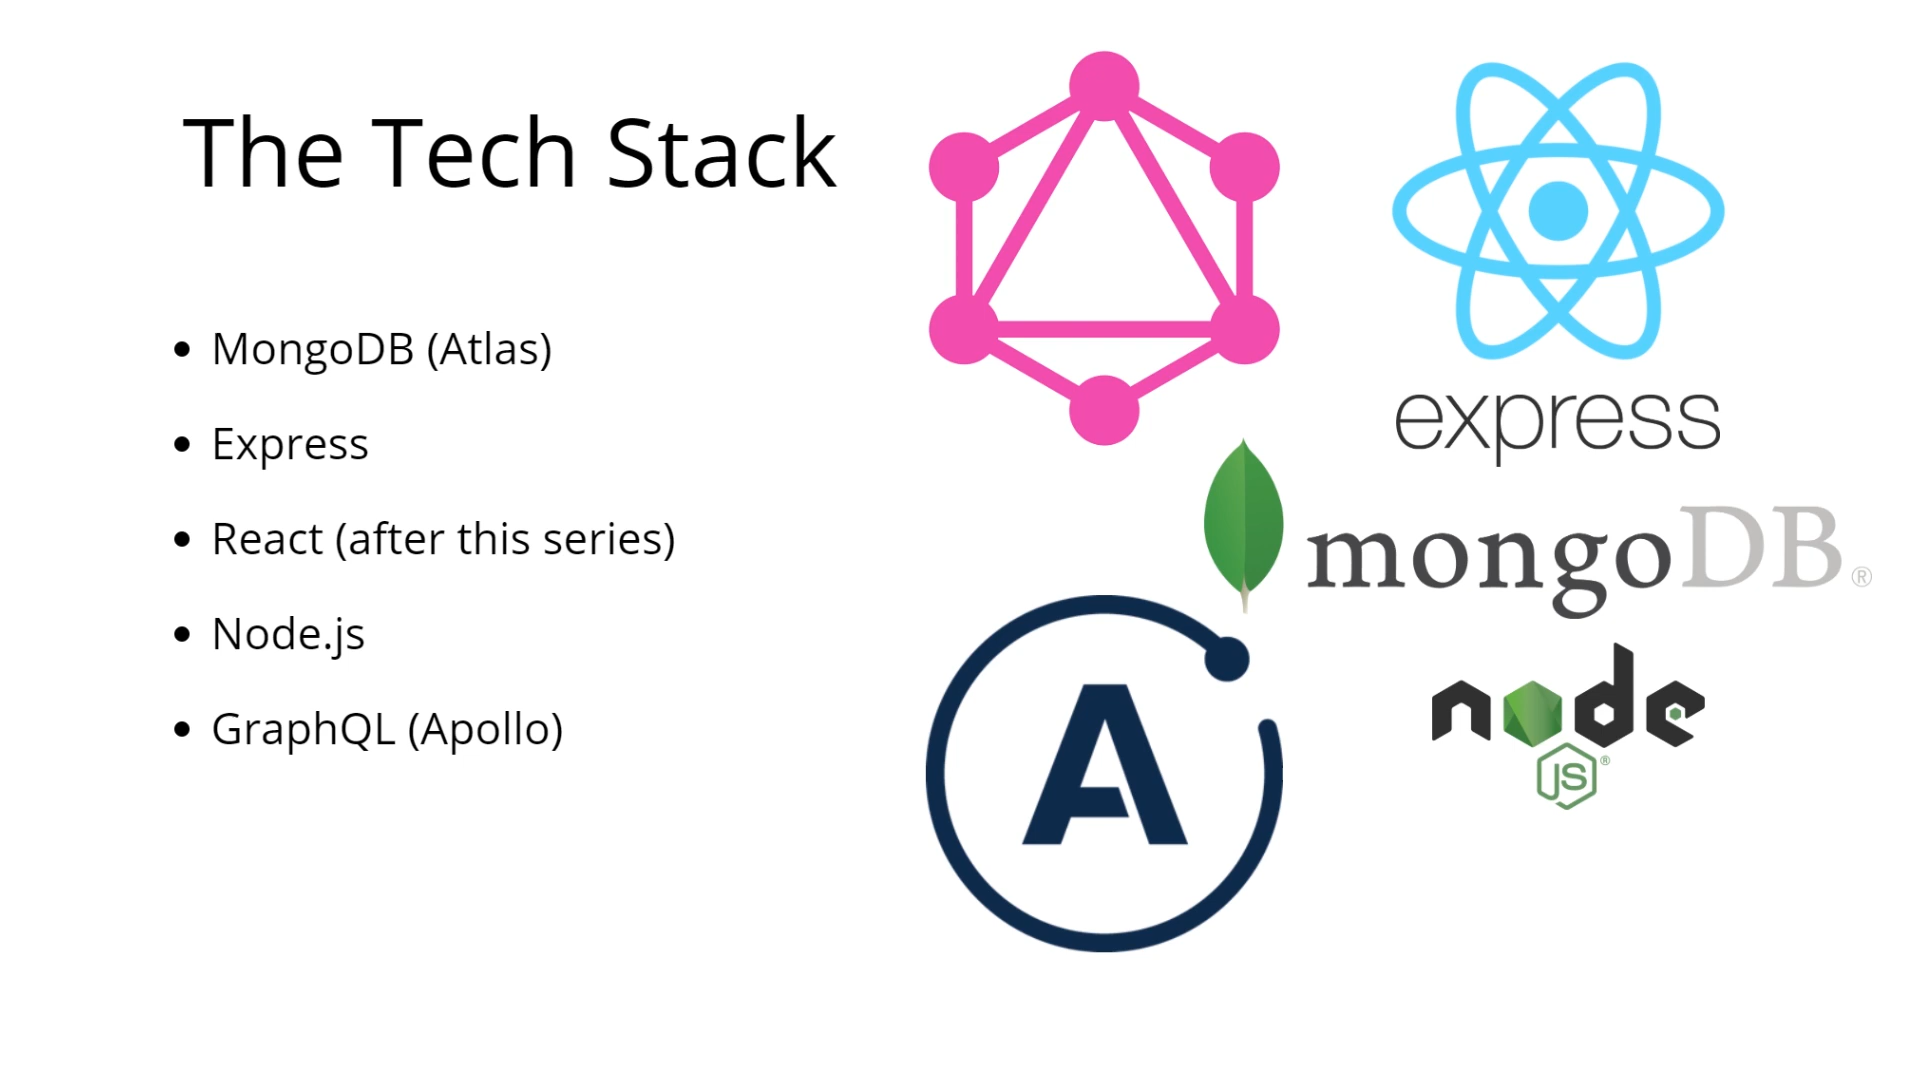 The Tech Stack
MongoDB (Atlas)
Express
React (after this series)
Node.js
GraphQL (Apollo)
express
mongoDB®
A
node
JS®